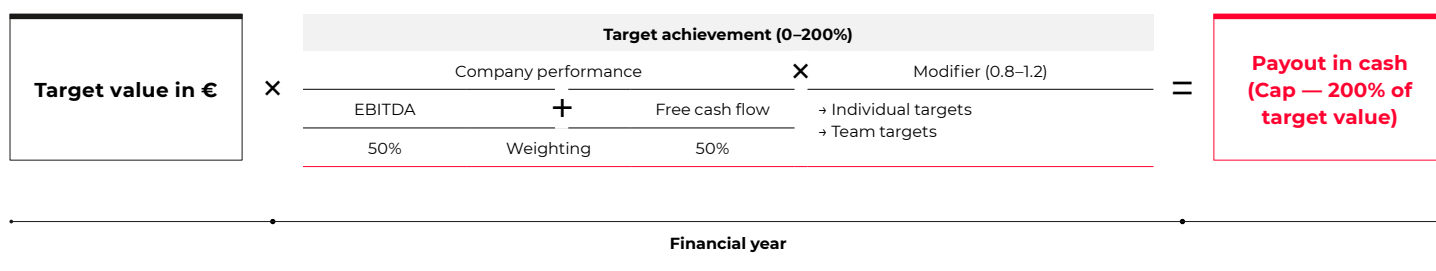 Target value in €
×
Target achievement (0–200%)
Company performance
×
Modifier (0.8–1.2)
EBITDA
+
Free cash flow
→ Individual targets
→ Team targets
50%
Weighting
50%
=
Payout in cash
(Cap — 200% of
target value)
Financial year